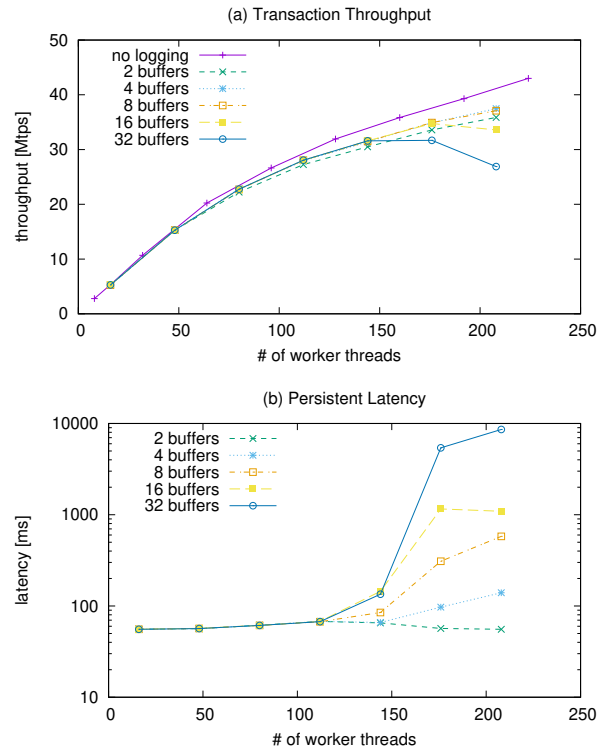 (a) Transaction Throughput
50
40
30
20
10
0
throughput [Mtps]
no logging
2 buffers
4 buffers
8 buffers
16 buffers
32 buffers
0 50 100 150 200 250
# of worker threads
(b) Persistent Latency
10000
1000
100
10
latency [ms]
2 buffers
4 buffers
8 buffers
16 buffers
32 buffers
0 50 100 150 200 250
# of worker threads